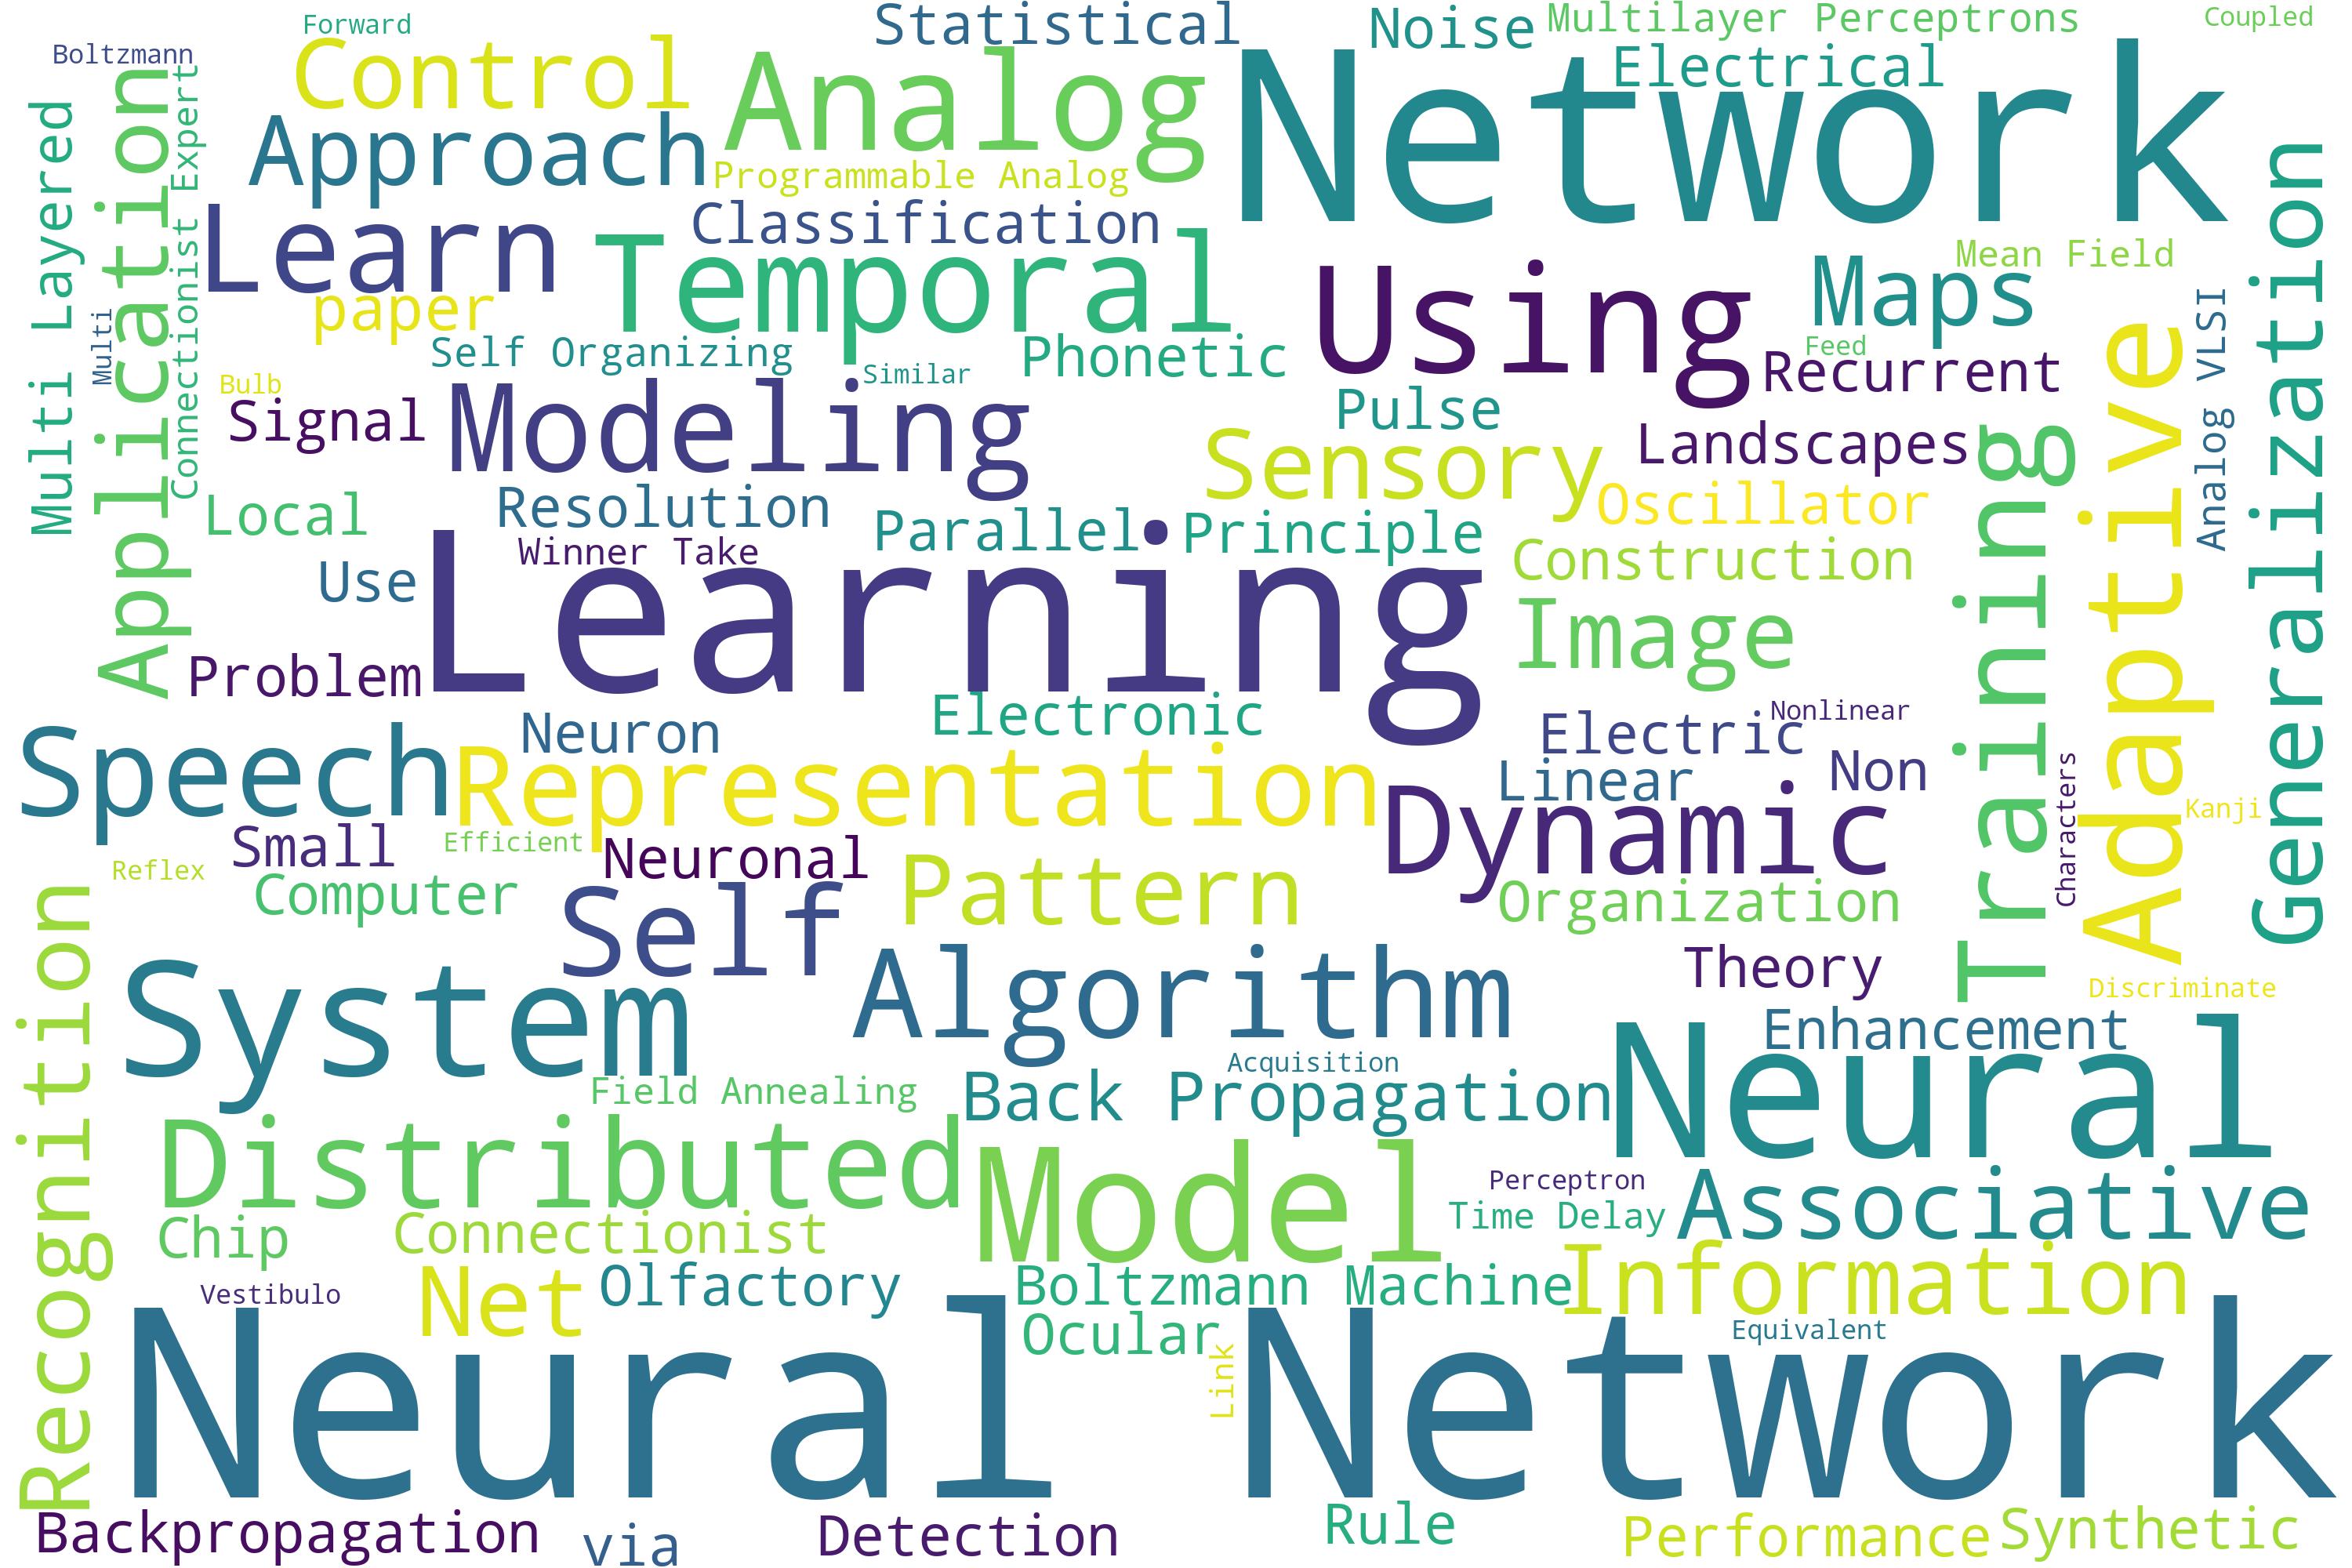 Forward
Boltzmann
Control
Statistical
Noise
Multilayer Perceptrons
Coupled
Electrical
Analog
Network
Approach
Programmable Analog
Multi Layered
Application
Connectionist Expert
Multi
Learn
Classification
Temporal
paper
Using
Maps
Mean Field
Generalization
Adaptive
Analog VLSI
Training
Self Organizing
Similar
Phonetic
Feed
Recurrent
Bulb
Signal
Modeling
Pulse
Sensory
Landscapes
Local
Resolution
Parallel
Principle
Oscillator
Winner Take
Construction
Use
Learning
Image
Problem
Electronic
Neuron
Electric
Nonlinear
Speech
Representation
Linear
Non
Dynamic
Characters
Kanji
Small
Efficient
Neuronal
Reflex
Computer
Self
Pattern
Organization
Recognition
System
Algorithm
Theory
Discriminate
Enhancement
Neural
Acquisition
Field Annealing
Back Propagation
Distributed
Model
Perceptron
Time Delay
Associative
Chip
Connectionist
Vestibulo
Net
Olfactory
Boltzmann Machine
Information
Ocular
Link
Equivalent
Neural Network
Backpropagation
via
Detection
Rule
Performance
Synthetic